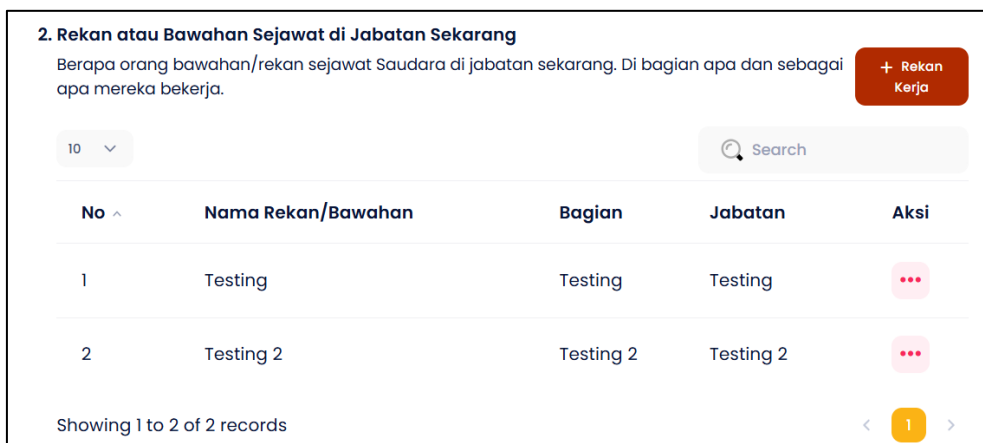 2. Rekan atau Bawahan Sejawat di Jabatan Sekarang
Berapa orang bawahan/rekan sejawat Saudara di jabatan sekarang. Di bagian apa dan sebagai
apa mereka bekerja.
+ Rekan
Kerja
10
Search
No Nama Rekan/Bawahan Bagian Jabatan Aksi
1 Testing Testing Testing
2 Testing 2 Testing 2 Testing 2
Showing 1 to 2 of 2 records
< 1 >